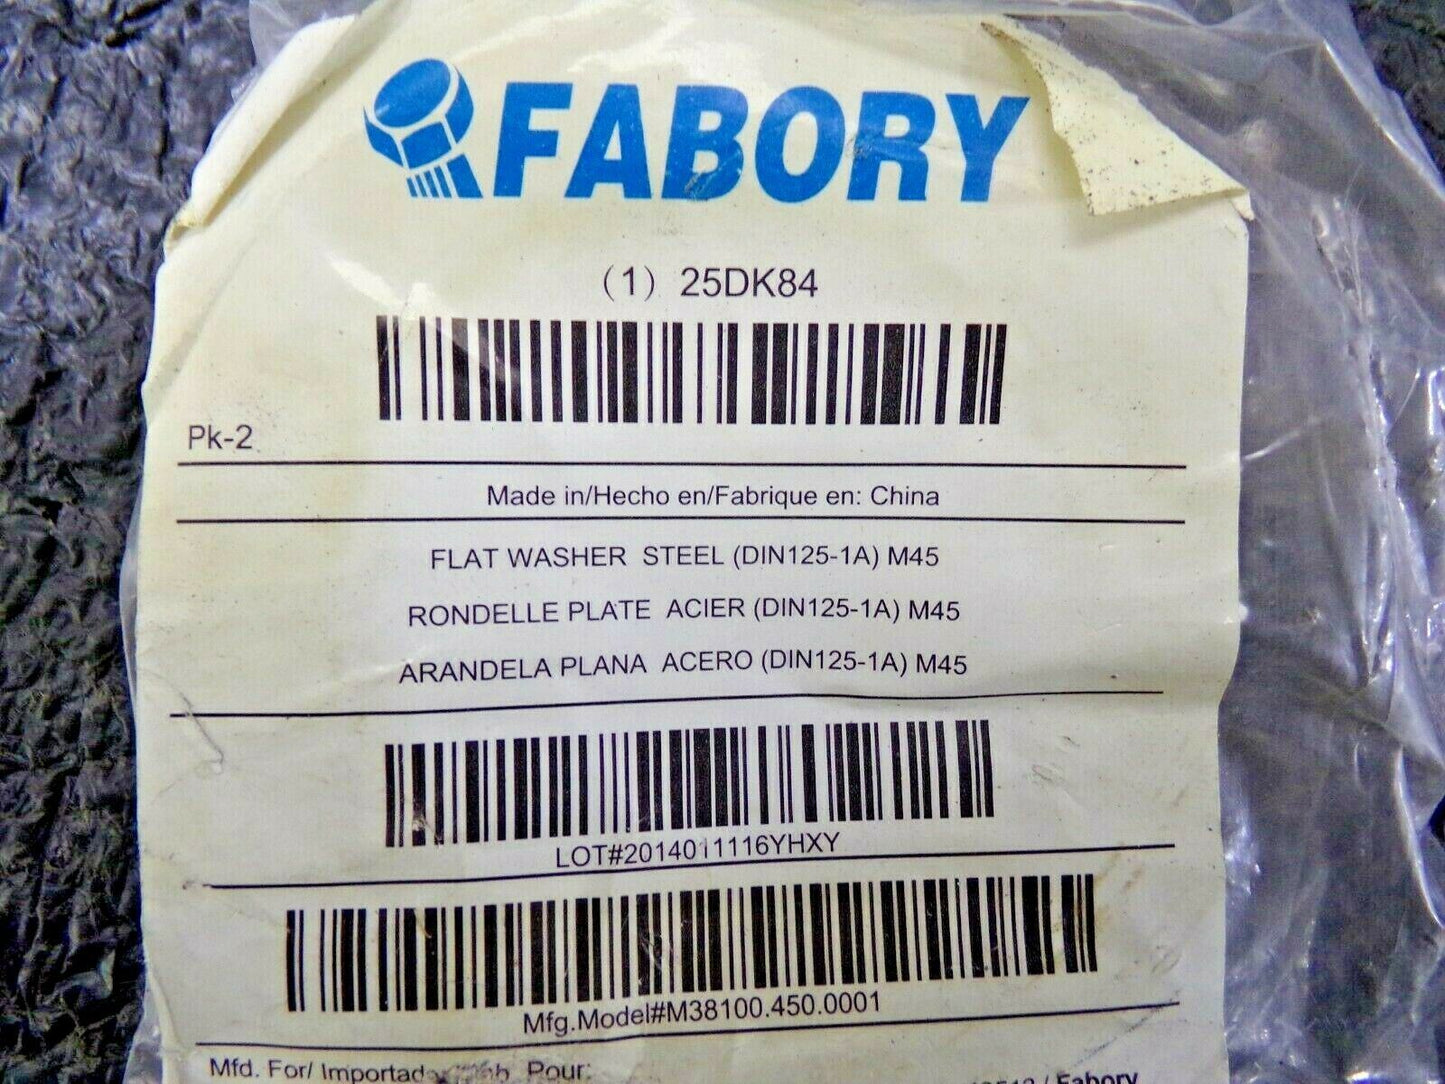 FABORY
(1) 25DK84
Pk-2
Made in/Hecho en/Fabrique en: China
FLAT WASHER STEEL (DIN125-1A) M45
RONDELLE PLATE ACIER (DIN125-1A) M45
ARANDELA PLANA ACERO (DIN125-1A) M45
LOT#2014011116YHXY
Mfg.Model#M38100.450.0001
Mfd. For/ Pour:
/ Fabory